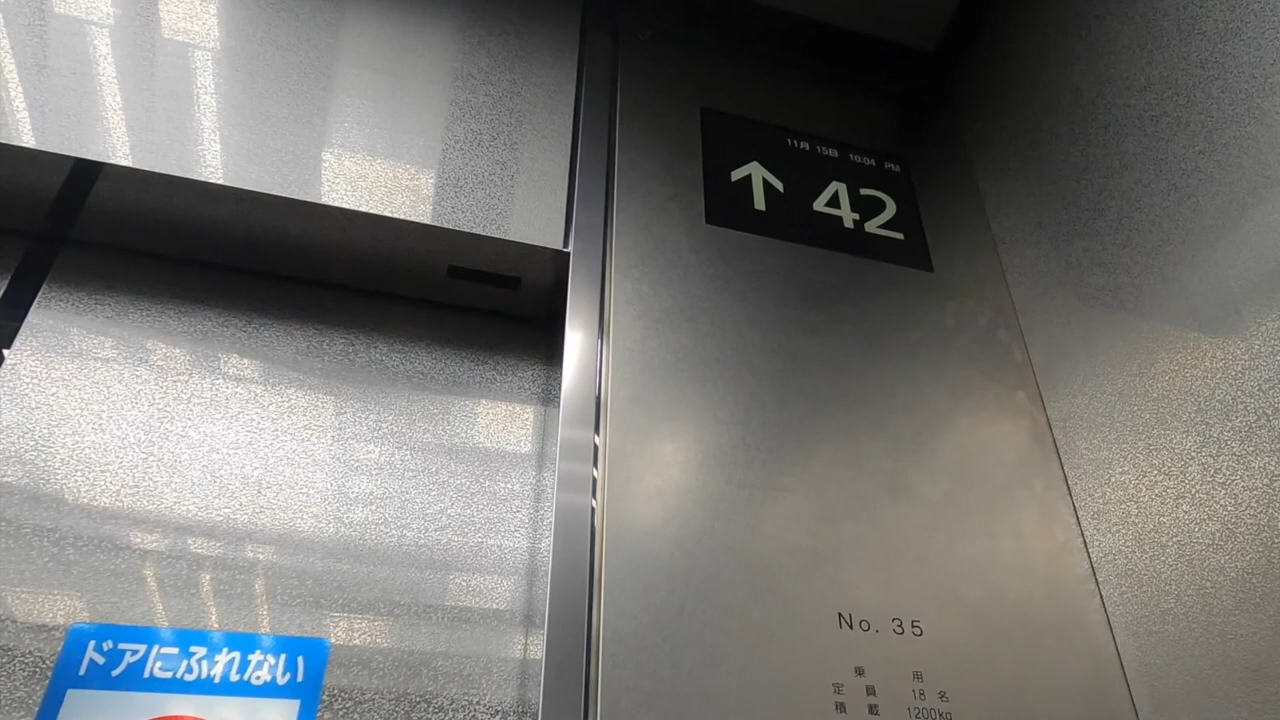 11月 15日 10:04 PM
↑ 42
No. 35
乗 用
定 員 18 名
積 載 1200kg
ドアにふれない